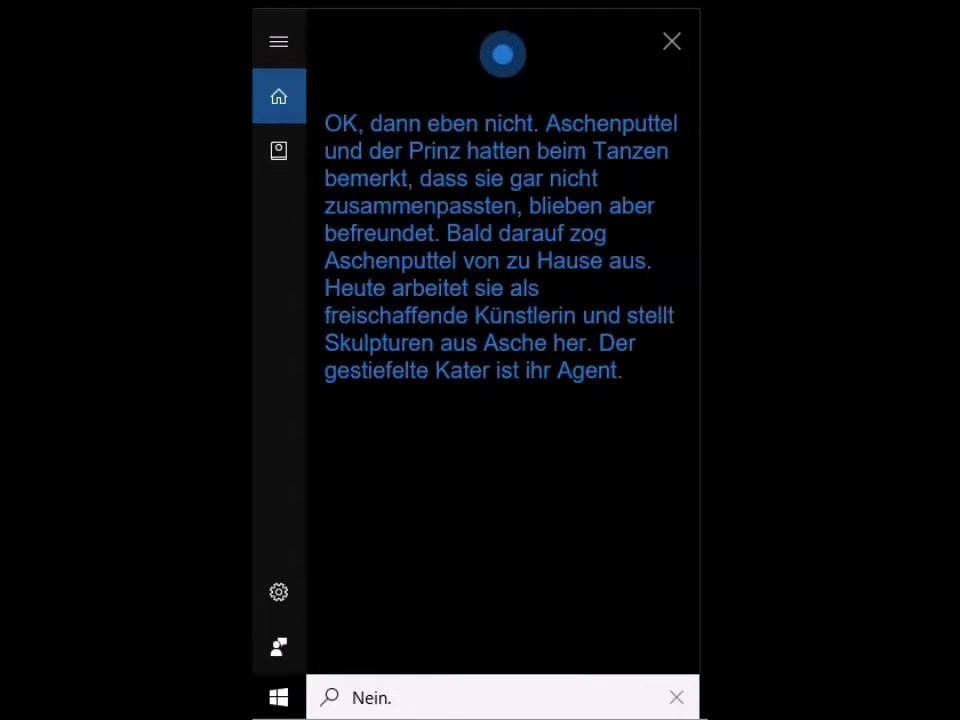 OK, dann eben nicht. Aschenputtel
und der Prinz hatten beim Tanzen
bemerkt, dass sie gar nicht
zusammenpassten, blieben aber
befreundet. Bald darauf zog
Aschenputtel von zu Hause aus.
Heute arbeitet sie als
freischaffende Künstlerin und stellt
Skulpturen aus Asche her. Der
gestiefelte Kater ist ihr Agent.
Nein.